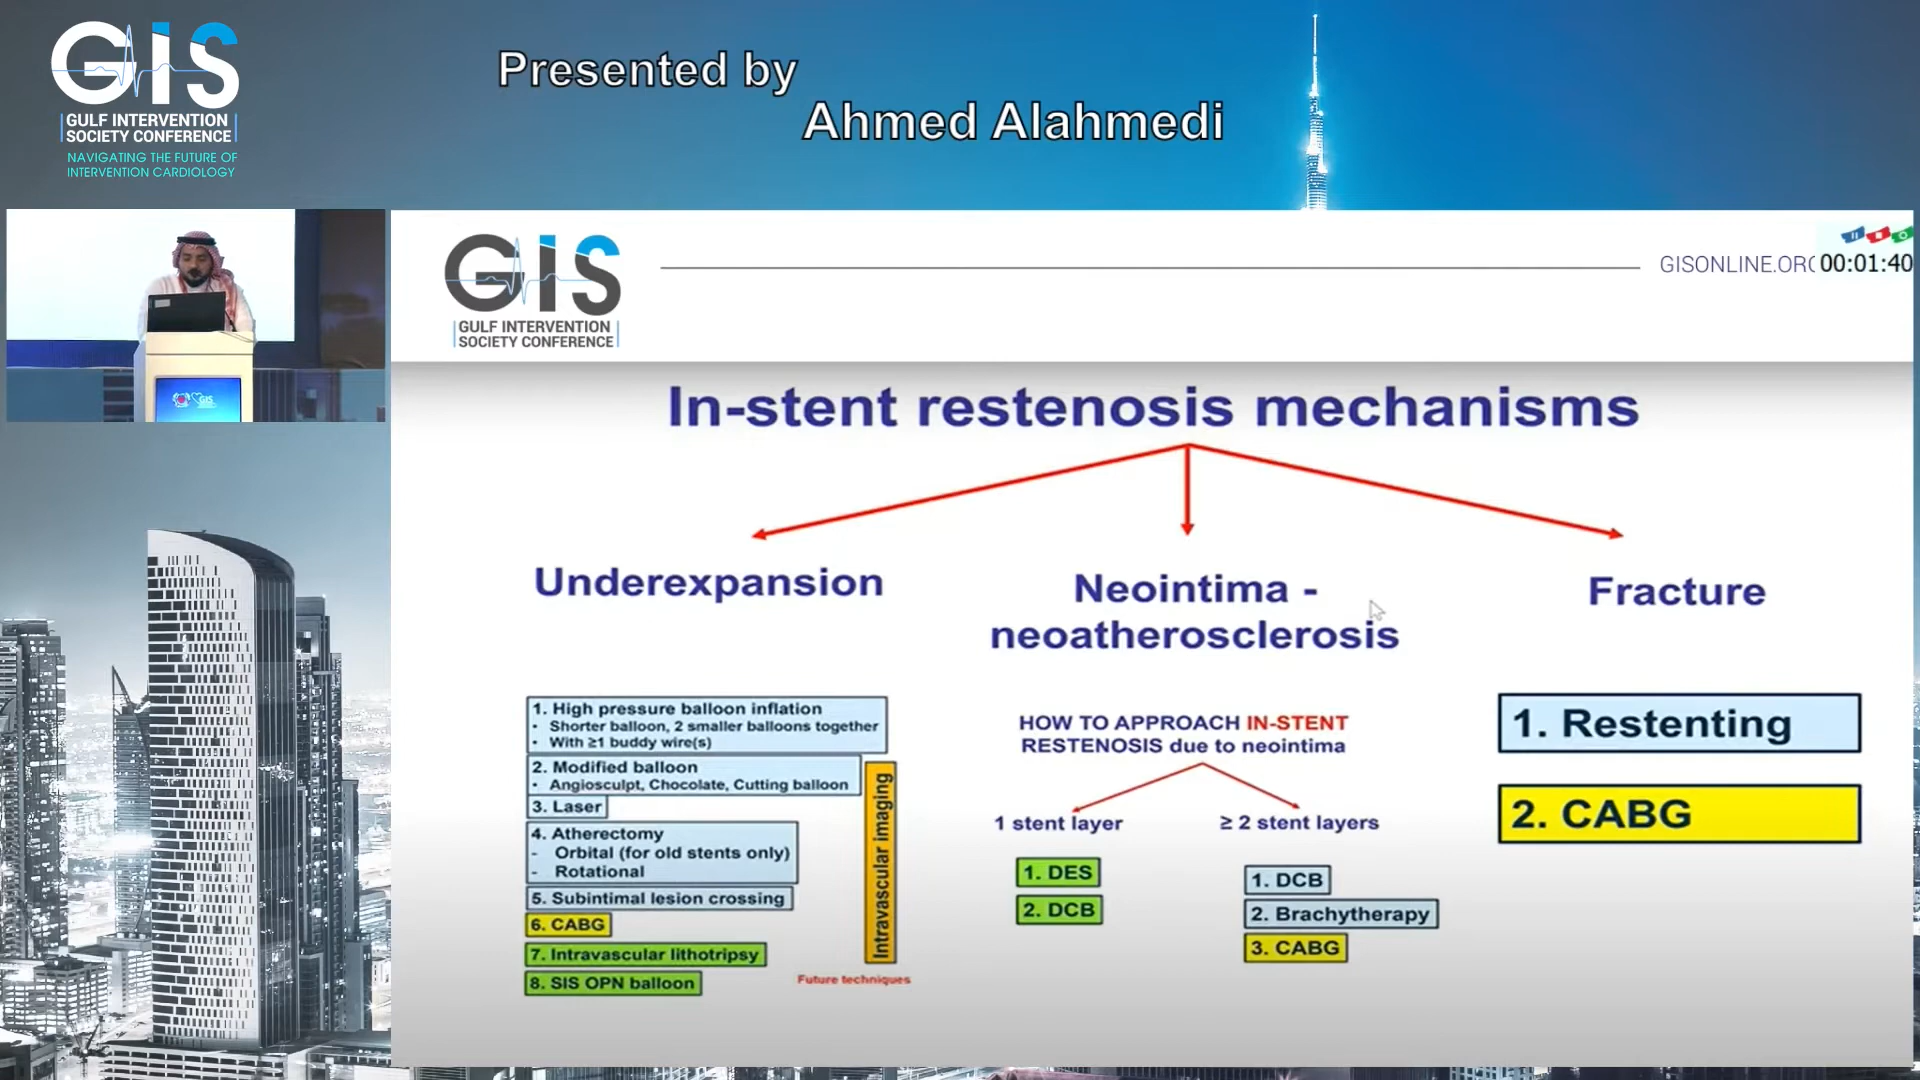 GIS
GULF INTERVENTION
SOCIETY CONFERENCE
NAVIGATING THE FUTURE OF
INTERVENTION CARDIOLOGY
Presented by
Ahmed Alahmedi
GIS
GIS
GULF INTERVENTION
SOCIETY CONFERENCE
GISONLINE.ORG
00:01:40
In-stent restenosis mechanisms
Underexpansion
1. High pressure balloon inflation
• Shorter balloon, 2 smaller balloons together
• With ≥1 buddy wire(s)
2. Modified balloon
• Angiosculpt, Chocolate, Cutting balloon
3. Laser
4. Atherectomy
- Orbital (for old stents only)
- Rotational
5. Subintimal lesion crossing
6. CABG
7. Intravascular lithotripsy
8. SIS OPN balloon
Intravascular imaging
Future techniques
Neointima -
neoatherosclerosis
HOW TO APPROACH IN-STENT
RESTENOSIS due to neointima
1 stent layer
1. DES
2. DCB
≥ 2 stent layers
1. DCB
2. Brachytherapy
3. CABG
Fracture
1. Restenting
2. CABG